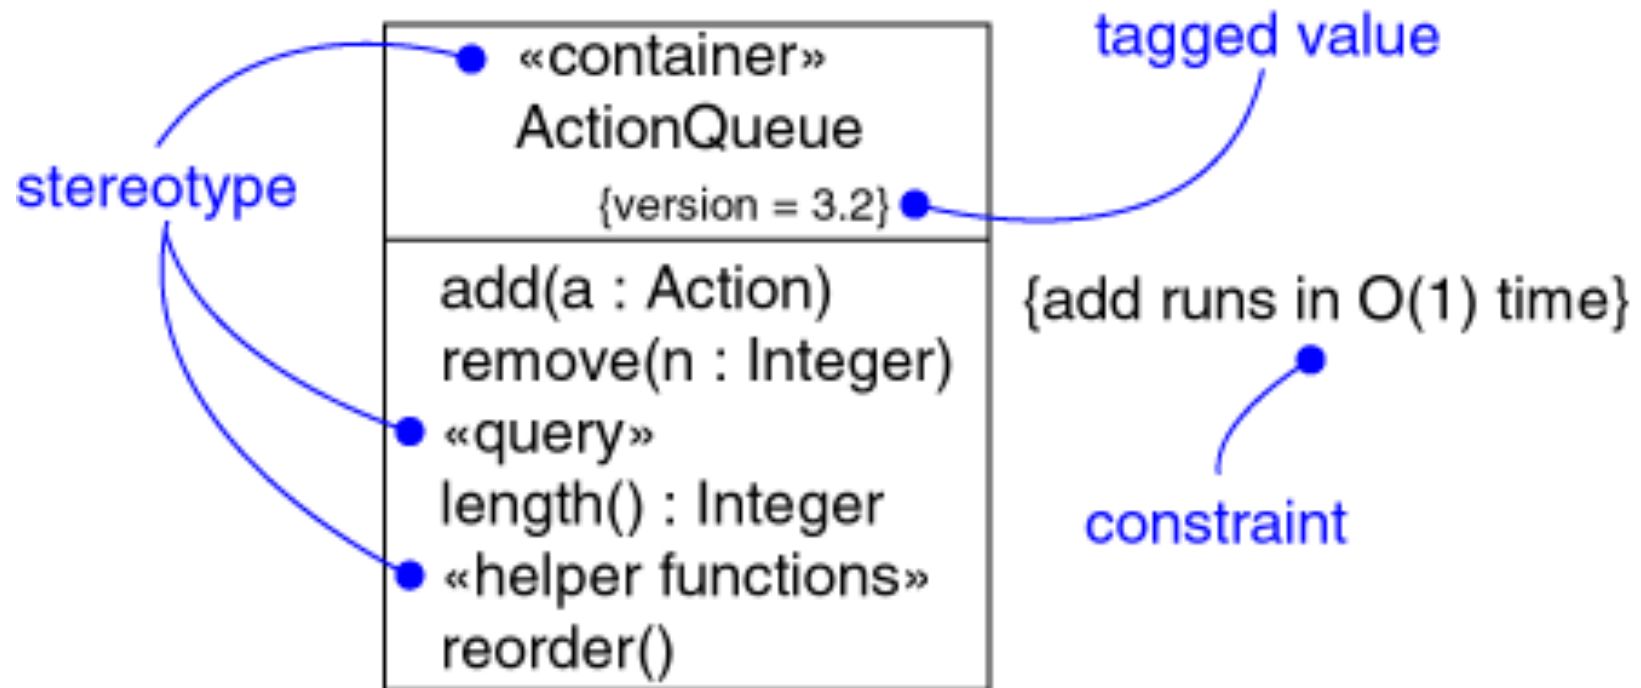 tagged value
«container»
ActionQueue
stereotype
{version = 3.2}
add(a : Action)
{add runs in O(1) time}
remove(n : Integer)
«query»
length() : Integer
constraint
«helper functions»
reorder()